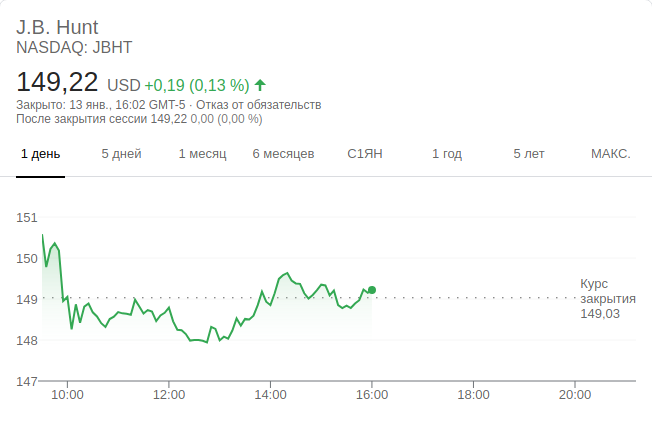 J.B. Hunt
NASDAQ: JBHT
149,22 USD +0,19 (0,13 %)
Закрыто: 13 янв., 16:02 GMT-5 · Отказ от обязательств
После закрытия сессии 149,22 0,00 (0,00 %)
1 день 5 дней 1 месяц 6 месяцев С1ЯН 1 год 5 лет МАКС.
151
150
149
148
147
Курс
закрытия
149,03
10:00 12:00 14:00 16:00 18:00 20:00